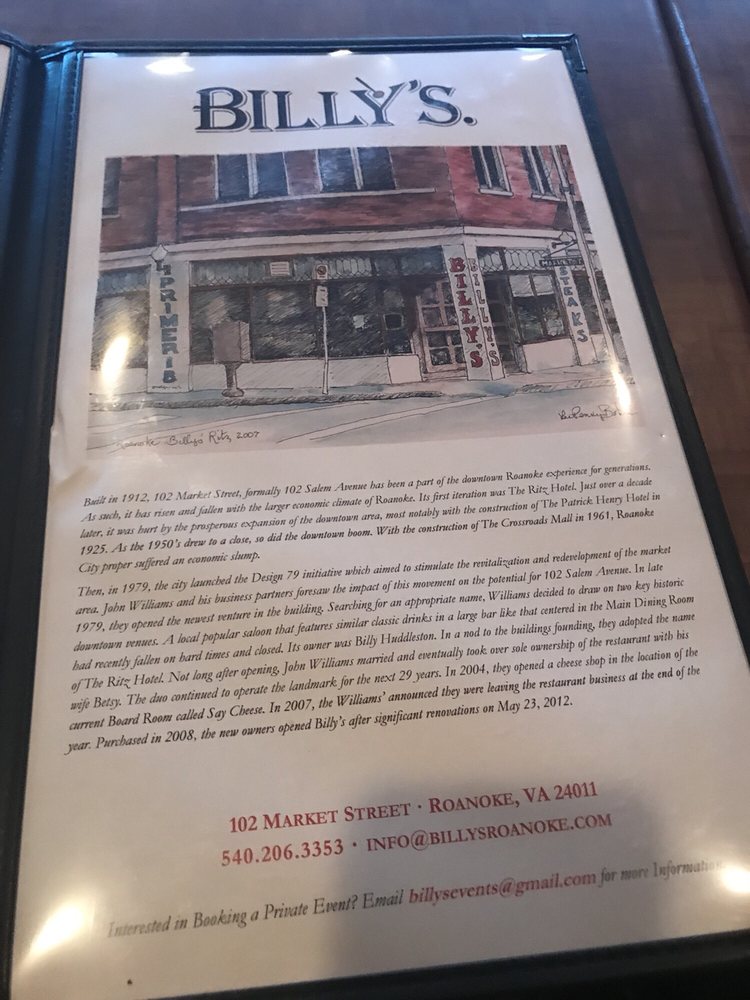 BILLY'S.
PRIMERIB
BILLY'S
BILLY'S
MARKET
STEAKS
Roanoke Billys' Ritz, 2007
Built in 1912, 102 Market Street, formally 102 Salem Avenue has been a part of the downtown Roanoke experience for generations.
As such, it has risen and fallen with the larger economic climate of Roanoke. Its first iteration was The Ritz Hotel. Just over a decade
later, it was hurt by the prosperous expansion of the downtown area, most notably with the construction of The Patrick Henry Hotel in
1925. As the 1950's drew to a close, so did the downtown boom. With the construction of The Crossroads Mall in 1961, Roanoke
City proper suffered an economic slump.
Then, in 1979, the city launched the Design 79 initiative which aimed to stimulate the revitalization and redevelopment of the market
area. John Williams and his business partners foresaw the impact of this movement on the potential for 102 Salem Avenue. In late
1979, they opened the newest venture in the building. Searching for an appropriate name, Williams decided to draw on two key historic
downtown venues. A local popular saloon that features similar classic drinks in a large bar like that centered in the Main Dining Room
had recently fallen on hard times and closed. Its owner was Billy Huddleston. In a nod to the buildings founding, they adopted the name
of The Ritz Hotel. Not long after opening, John Williams married and eventually took over sole ownership of the restaurant with his
wife Betsy. The duo continued to operate the landmark for the next 29 years. In 2004, they opened a cheese shop in the location of the
current Board Room called Say Cheese. In 2007, the Williams' announced they were leaving the restaurant business at the end of the
year. Purchased in 2008, the new owners opened Billy's after significant renovations on May 23, 2012.
102 MARKET STREET · ROANOKE, VA 24011
540.206.3353 · INFO@BILLYSROANOKE.COM
Interested in Booking a Private Event? Email billysevents@gmail.com for more Information.